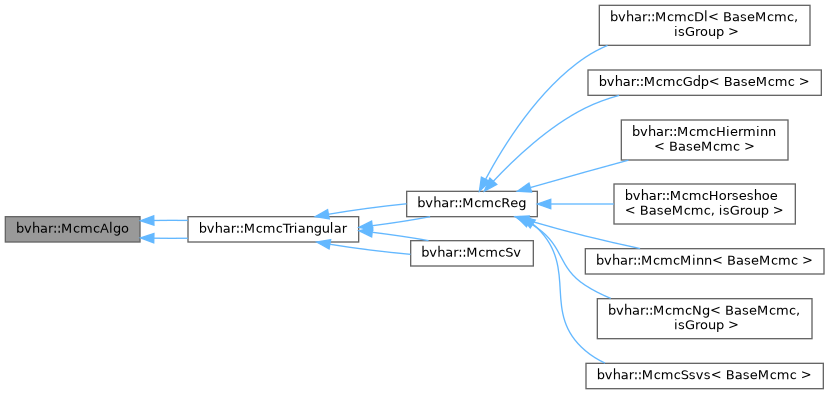 bvhar::McmcAlgo
bvhar::McmcTriangular
bvhar::McmcReg
bvhar::McmcSv
bvhar::McmcDl< BaseMcmc,
isGroup >
bvhar::McmcGdp< BaseMcmc >
bvhar::McmcHierminn
< BaseMcmc >
bvhar::McmcHorseshoe
< BaseMcmc, isGroup >
bvhar::McmcMinn< BaseMcmc >
bvhar::McmcNg< BaseMcmc,
isGroup >
bvhar::McmcSsvs< BaseMcmc >